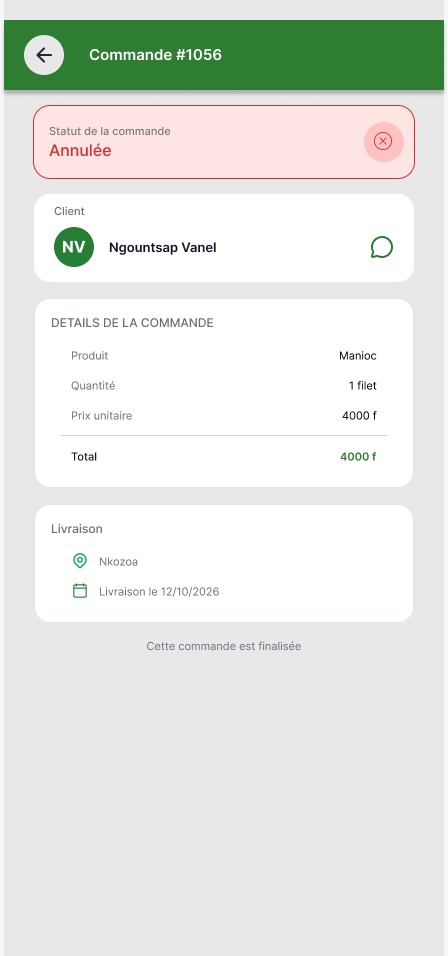 Commande #1056
Statut de la commande
Annulée
Client
NV
Ngountsap Vanel
DETAILS DE LA COMMANDE
Produit Manioc
Quantité 1 filet
Prix unitaire 4000 f
Total 4000 f
Livraison
Nkozoa
Livraison le 12/10/2026
Cette commande est finalisée